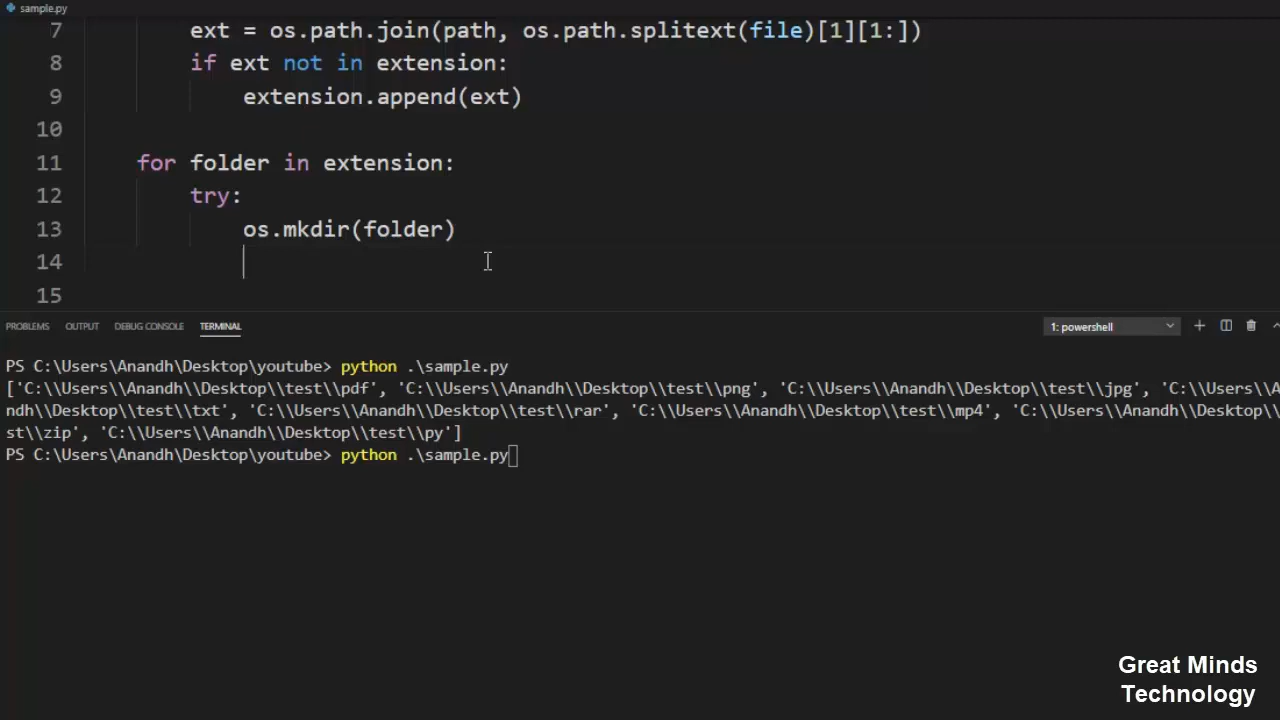 sample.py
7 ext = os.path.join(path, os.path.splitext(file)[1][1:])
8 if ext not in extension:
9 extension.append(ext)
10
11 for folder in extension:
12 try:
13 os.mkdir(folder)
14
15
PROBLEMS OUTPUT DEBUG CONSOLE TERMINAL 1: powershell
PS C:\Users\Anandh\Desktop\youtube> python .\sample.py
['C:\\Users\\Anandh\\Desktop\\test\\pdf', 'C:\\Users\\Anandh\\Desktop\\test\\png', 'C:\\Users\\Anandh\\Desktop\\test\\jpg', 'C:\\Users\\A
ndh\\Desktop\\test\\txt', 'C:\\Users\\Anandh\\Desktop\\test\\rar', 'C:\\Users\\Anandh\\Desktop\\test\\mp4', 'C:\\Users\\Anandh\\Desktop\\
st\\zip', 'C:\\Users\\Anandh\\Desktop\\test\\py']
PS C:\Users\Anandh\Desktop\youtube> python .\sample.py
Great Minds
Technology